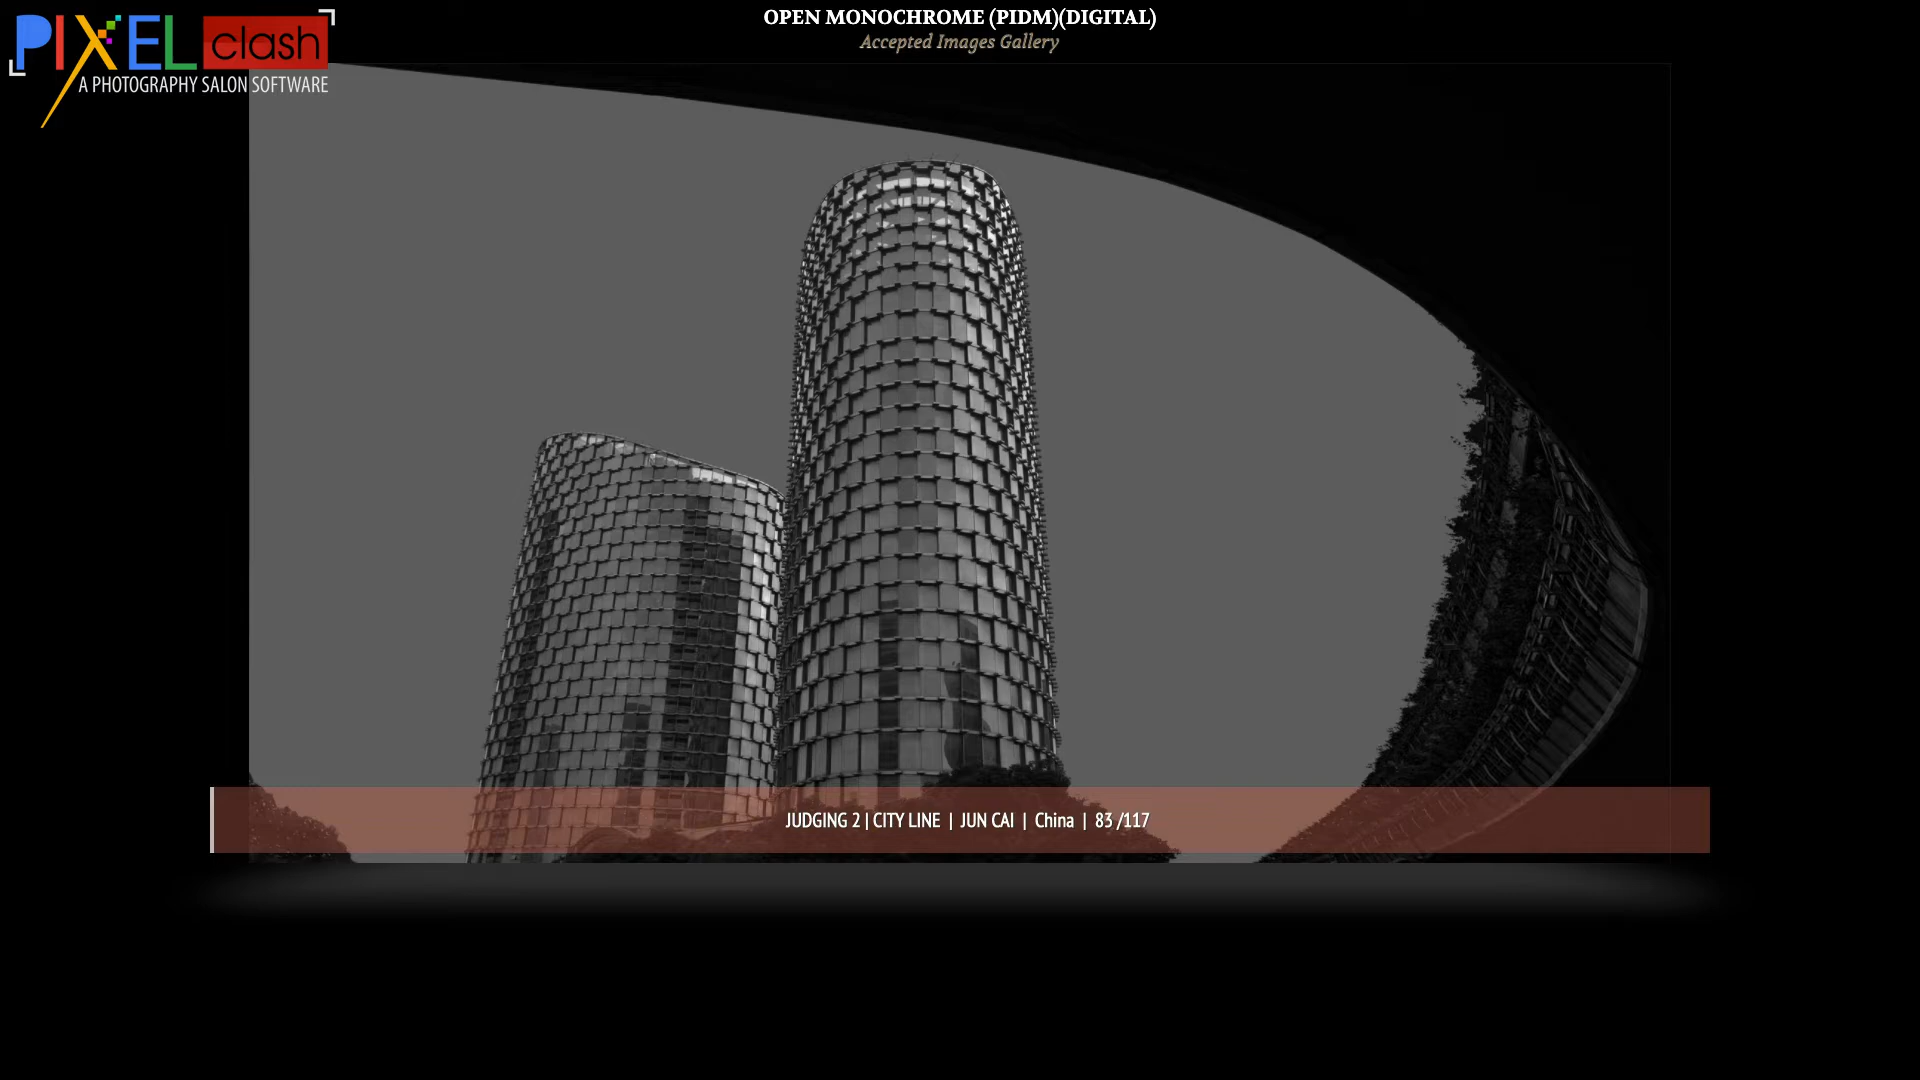 PIXEL clash
A PHOTOGRAPHY SALON SOFTWARE
OPEN MONOCHROME (PIDM)(DIGITAL)
Accepted Images Gallery
JUDGING 2 | CITY LINE | JUN CAI | China | 83 /117